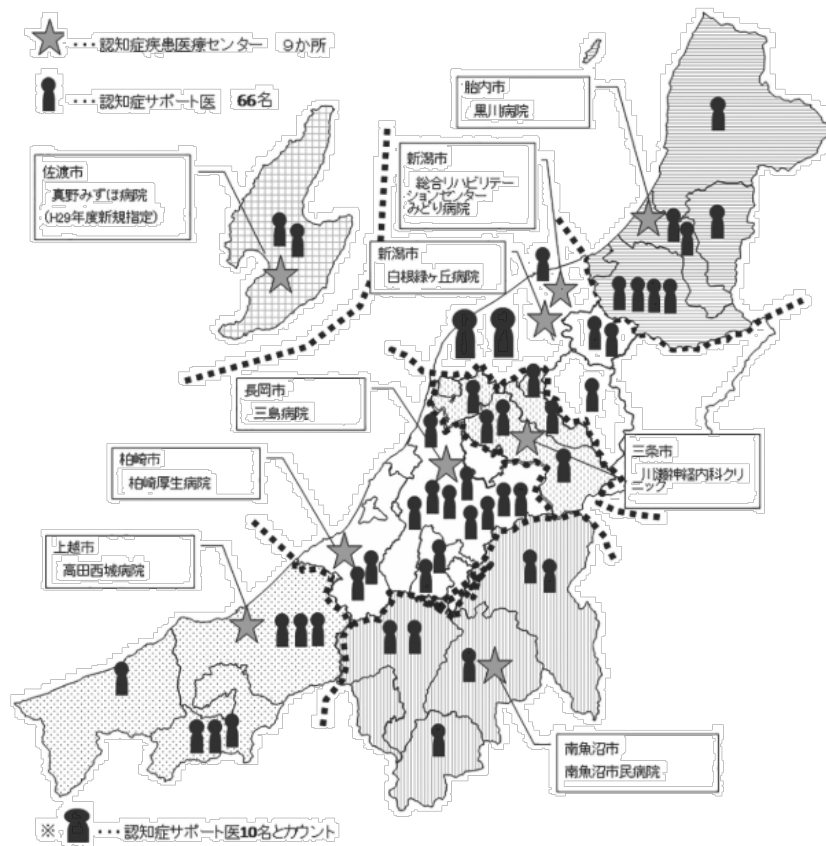 …認知症疾患医療センター　9か所
…認知症サポート医　66名
佐渡市
真野みずほ病院
(H29年度新規指定)
胎内市
黒川病院
新潟市
総合リハビリテー
ションセンター
みどり病院
新潟市
白根緑ヶ丘病院
長岡市
三島病院
柏崎市
柏崎厚生病院
三条市
川瀬神経内科クリ
ニック
上越市
高田西城病院
南魚沼市
南魚沼市民病院
※　…認知症サポート医10名とカウント